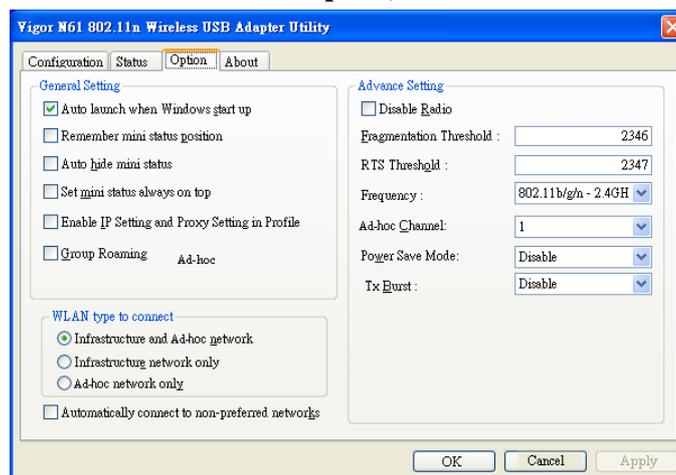 Vigor N61 802.11n Wireless USB Adapter Utility
Configuration Status Option About
General Setting
Auto launch when Windows start up
Remember mini status position
Auto hide mini status
Set mini status always on top
Enable IP Setting and Proxy Setting in Profile
Group Roaming Ad-hoc
WLAN type to connect
Infrastructure and Ad-hoc network
Infrastructure network only
Ad-hoc network only
Automatically connect to non-preferred networks
Advance Setting
Disable Radio
Fragmentation Threshold : 2346
RTS Threshold : 2347
Frequency : 802.11b/g/n - 2.4GH
Ad-hoc Channel: 1
Power Save Mode: Disable
Tx Burst : Disable
OK Cancel Apply